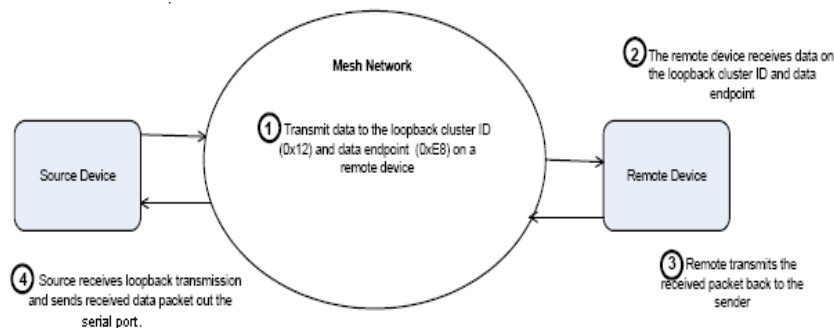 Mesh Network
1 Transmit data to the loopback cluster ID
(0x12) and data endpoint (0xE8) on a
remote device
2 The remote device receives data on
the loopback cluster ID and data
endpoint
Source Device
Remote Device
3 Remote transmits the
received packet back to the
sender
4 Source receives loopback transmission
and sends received data packet out the
serial port.